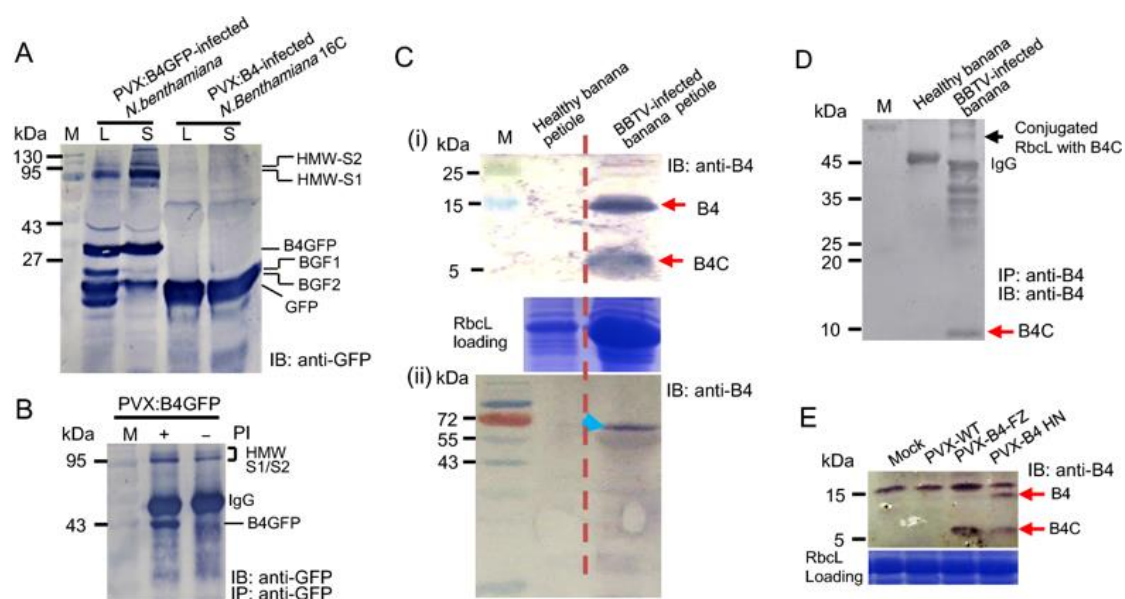 A
PVX:B4GFP-infected
N.benthamiana
PVX:B4-infected
N.Benthamiana 16C
kDa M L S L S
130
95
43
27
HMW-S2
HMW-S1
B4GFP
BGF1
BGF2
GFP
IB: anti-GFP
B
PVX:B4GFP
kDa M + – PI
95
43
HMW
S1/S2
IgG
B4GFP
IB: anti-GFP
IP: anti-GFP
C
Healthy banana
petiole
BBTV-infected
banana petiole
(i)
kDa M
IB: anti-B4
25
15
5
B4
B4C
RbcL
loading
(ii) kDa
IB: anti-B4
72
55
43
D
Healthy banana
BBTV-infected
banana
kDa M
45
35
25
20
10
Conjugated
RbcL with B4C
IgG
IP: anti-B4
IB: anti-B4
B4C
E
Mock
PVX-WT
PVX-B4-FZ
PVX-B4 HN
kDa
IB: anti-B4
15
5
B4
B4C
RbcL
Loading